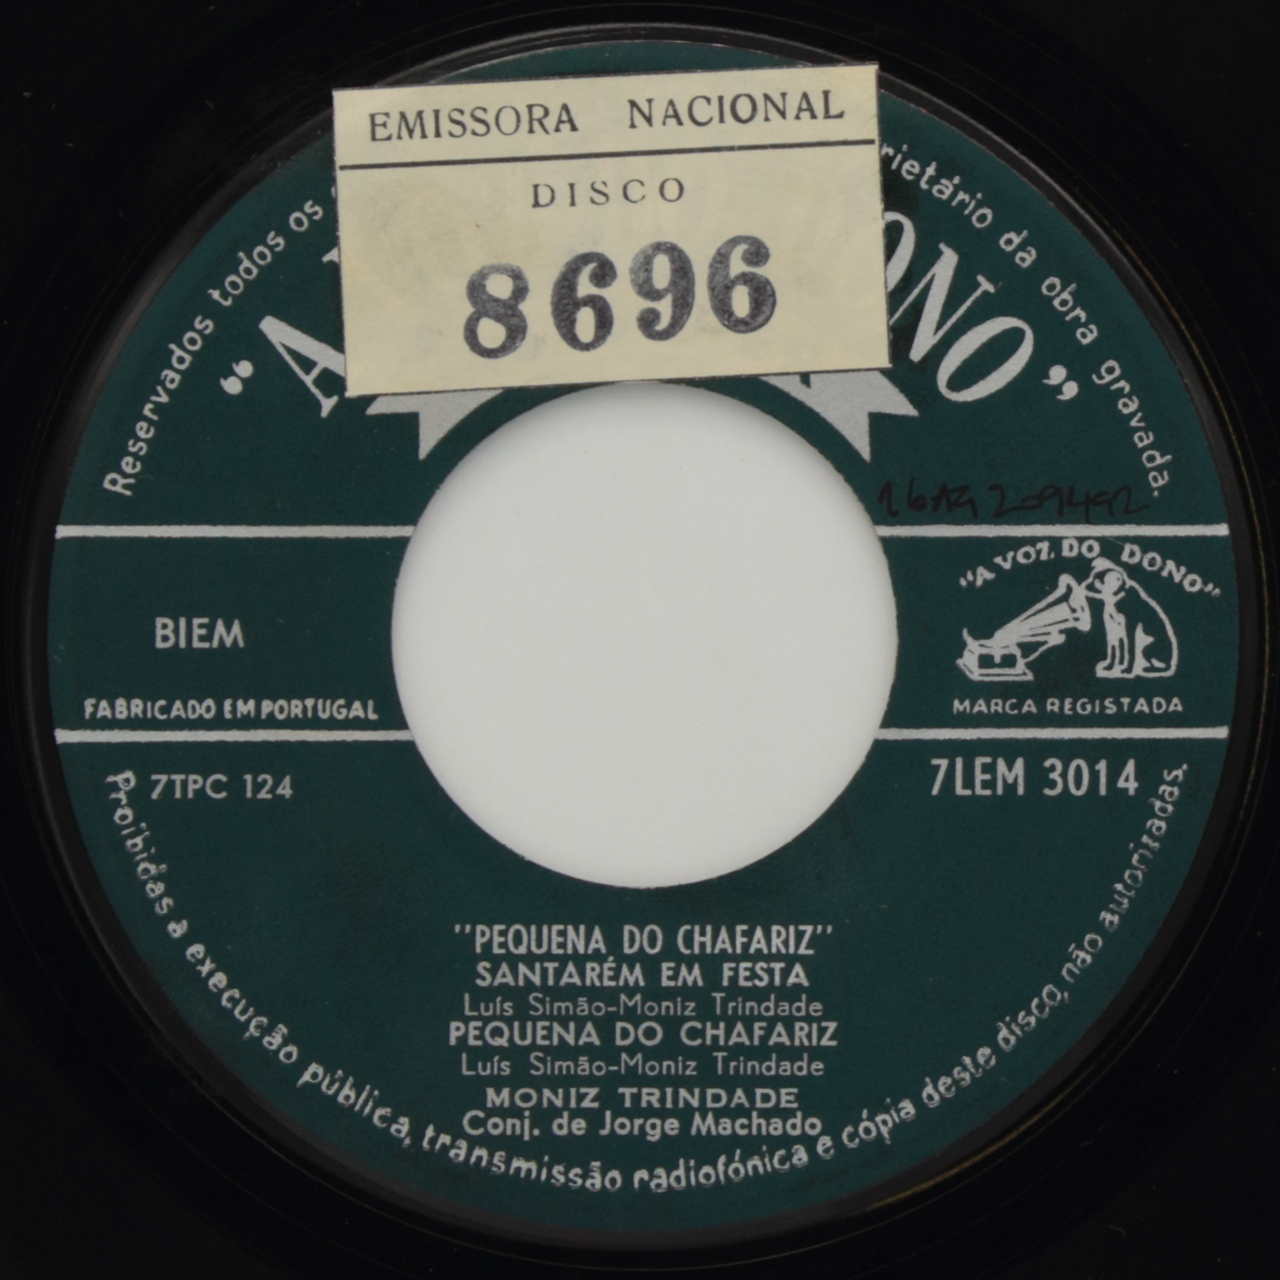 EMISSORA NACIONAL
DISCO
8696
Reservados todos os
da obra gravada.
"A DONO"
"A VOZ DO DONO"
BIEM
FABRICADO EM PORTUGAL
MARCA REGISTADA
7TPC 124
7LEM 3014
"PEQUENA DO CHAFARIZ"
SANTARÉM EM FESTA
Luís Simão-Moniz Trindade
PEQUENA DO CHAFARIZ
Luís Simão-Moniz Trindade
MONIZ TRINDADE
Conj. de Jorge Machado
Proibidas a execução pública, transmissão radiofónica e cópia deste disco, não autorizadas.